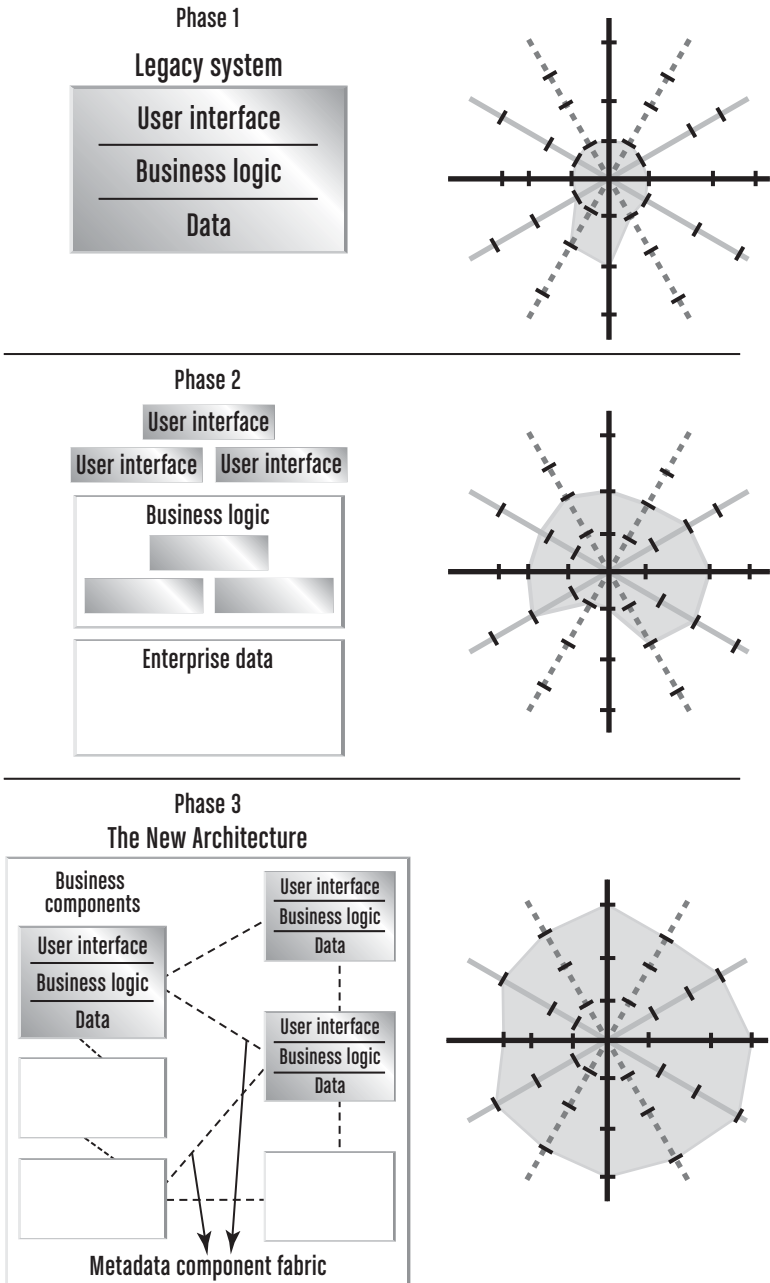 Phase 1
Legacy system
User interface
Business logic
Data
Phase 2
User interface
User interface
User interface
Business logic
Enterprise data
Phase 3
The New Architecture
Business
components
User interface
Business logic
Data
User interface
Business logic
Data
User interface
Business logic
Data
Metadata component fabric